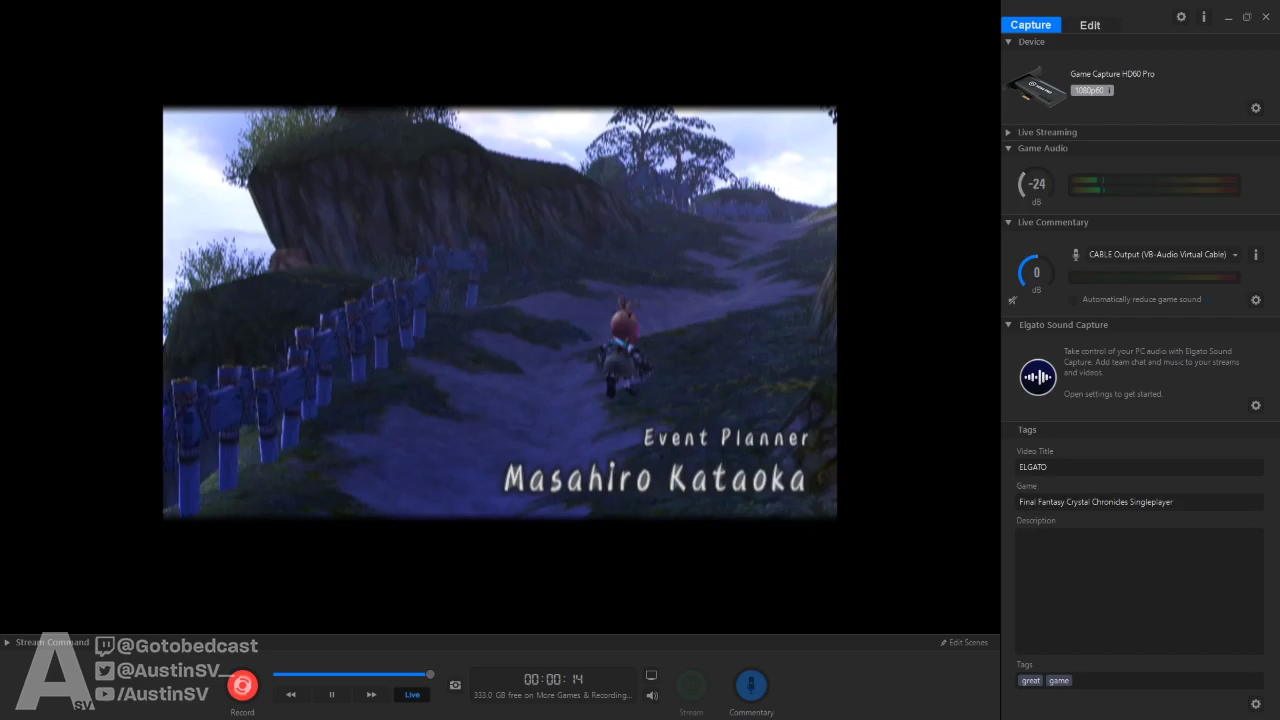 Capture
Edit
Device
Game Capture HD60 Pro
1080p60
Live Streaming
Game Audio
-24
dB
Live Commentary
CABLE Output (VB-Audio Virtual Cable)
0
dB
Automatically reduce game sound
Elgato Sound Capture
Take control of your PC audio with Elgato Sound
Capture. Add team chat and music to your streams
and videos.
Open settings to get started.
Tags
Video Title
ELGATO
Game
Final Fantasy Crystal Chronicles Singleplayer
Description
Tags
great game
Event Planner
Masahiro Kataoka
Stream Command
Edit Scenes
A
SV
@Gotobedcast
@AustinSV__
/AustinSV
Record
Live
00:00:14
333.0 GB free on More Games & Recording...
Stream
Commentary